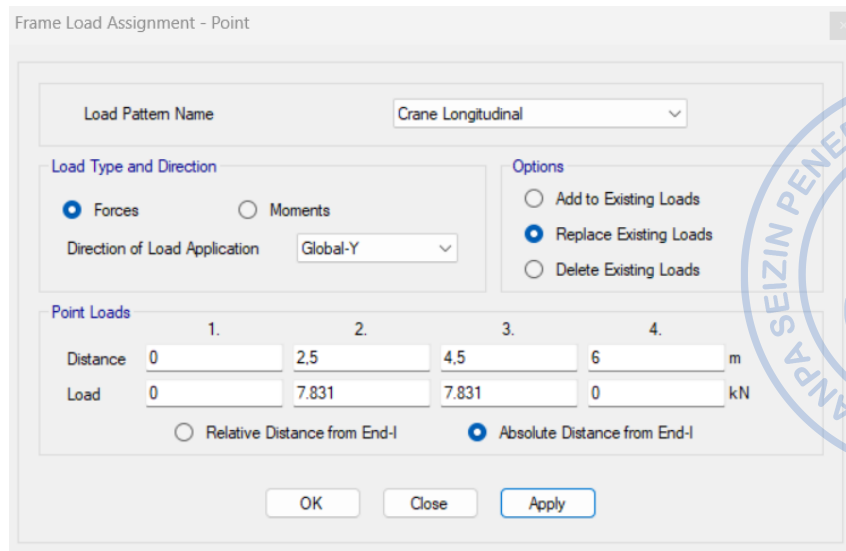 Frame Load Assignment - Point
Load Pattern Name Crane Longitudinal
Load Type and Direction
Forces Moments
Direction of Load Application Global-Y
Options
Add to Existing Loads
Replace Existing Loads
Delete Existing Loads
Point Loads
1. 2. 3. 4.
Distance 0 2,5 4,5 6 m
Load 0 7.831 7.831 0 kN
Relative Distance from End-I Absolute Distance from End-I
OK Close Apply
SEIZIN